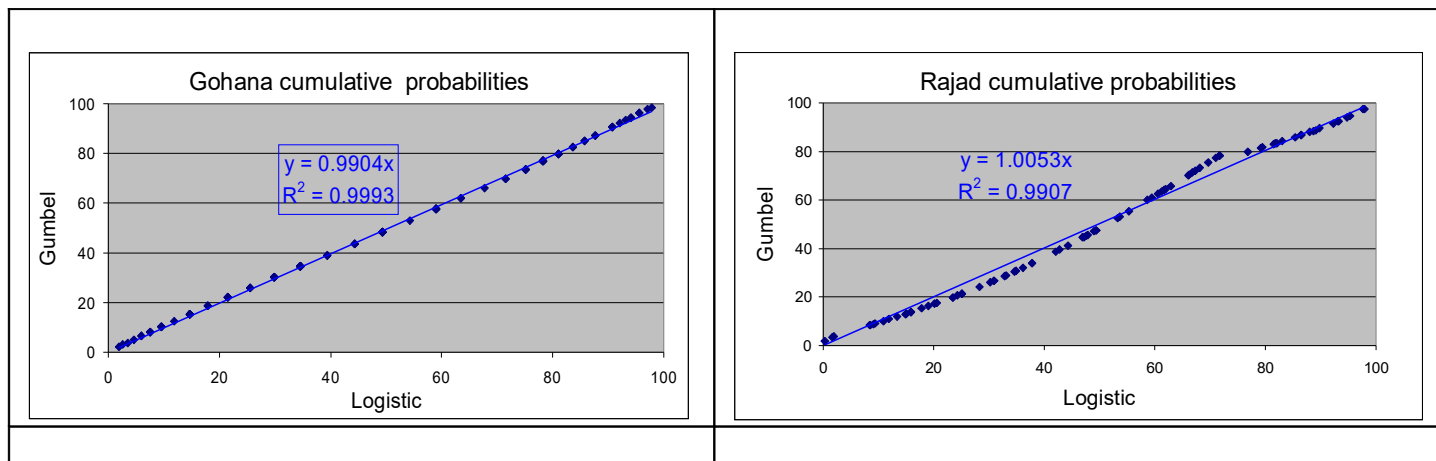 Gohana cumulative probabilities
100
80
60
40
20
0
Gumbel
y = 0.9904x
R² = 0.9993
0 20 40 60 80 100
Logistic
Rajad cumulative probabilities
100
80
60
40
20
0
Gumbel
y = 1.0053x
R² = 0.9907
0 20 40 60 80 100
Logistic